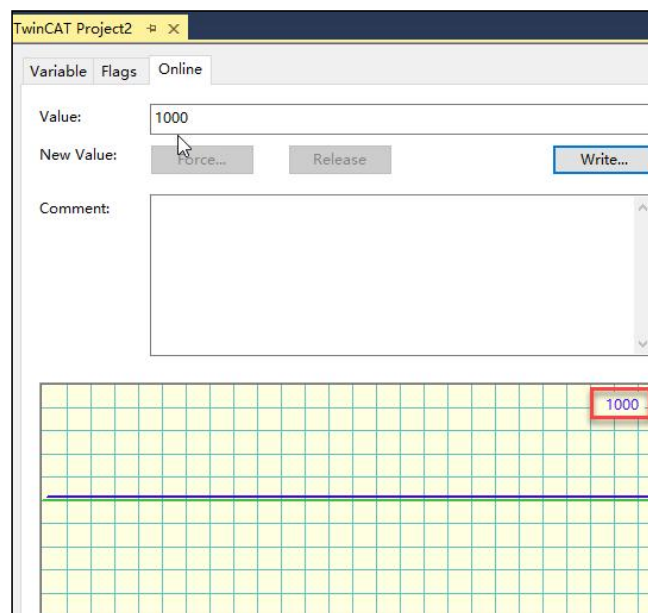 TwinCAT Project2
Variable Flags Online
Value: 1000
New Value: Force... Release Write...
Comment:
1000